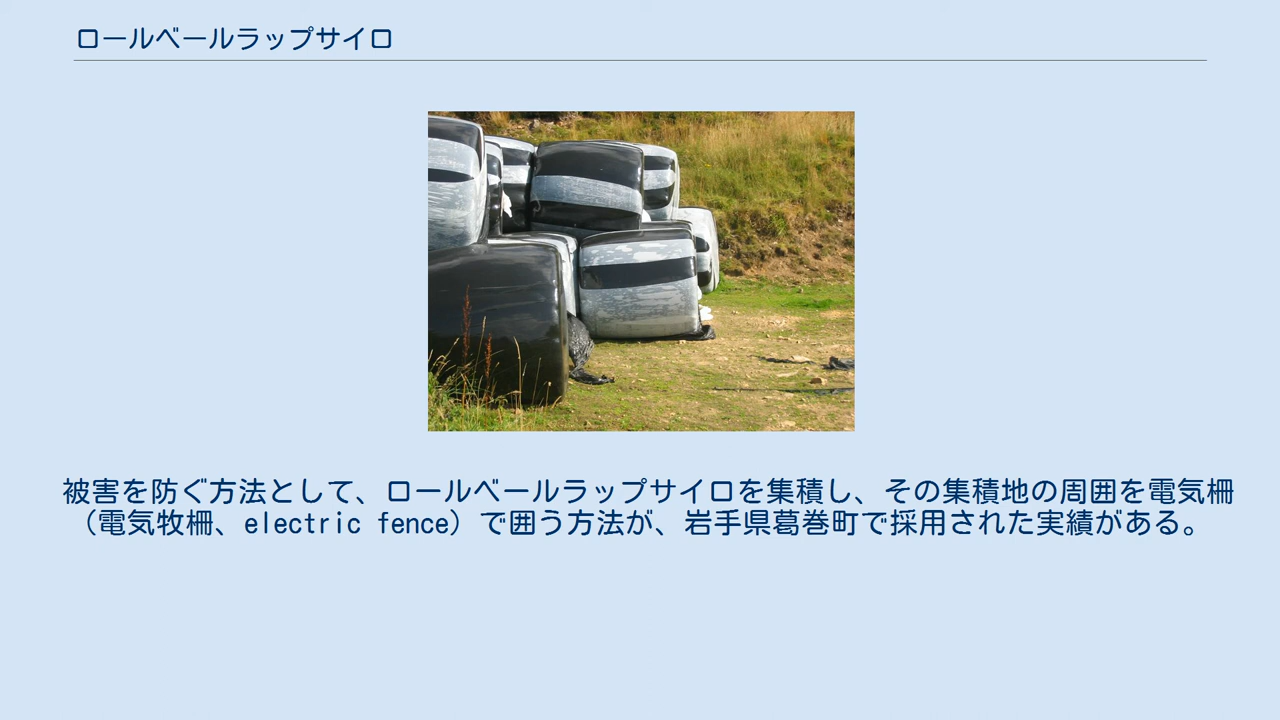 ロールベールラップサイロ
被害を防ぐ方法として、ロールベールラップサイロを集積し、その集積地の周囲を電気柵
（電気牧柵、electric fence）で囲う方法が、岩手県葛巻町で採用された実績がある。